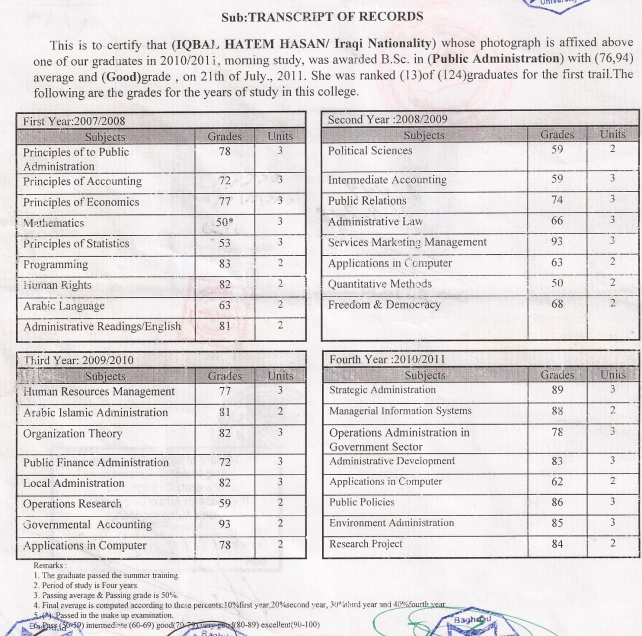 University
Sub:TRANSCRIPT OF RECORDS
This is to certify that (IQBAL HATEM HASAN/ Iraqi Nationality) whose photograph is affixed above
one of our graduates in 2010/2011, morning study, was awarded B.Sc. in (Public Administration) with (76,94)
average and (Good)grade , on 21th of July., 2011. She was ranked (13)of (124)graduates for the first trail.The
following are the grades for the years of study in this college.
First Year:2007/2008
Subjects Grades Units
Principles of to Public 78 3
Administration
Principles of Accounting 72 3
Principles of Economics 77 3
Mathematics 50* 3
Principles of Statistics 53 3
Programming 83 2
Human Rights 82 2
Arabic Language 63 2
Administrative Readings/English 81 2
Second Year :2008/2009
Subjects Grades Units
Political Sciences 59 2
Intermediate Accounting 59 3
Public Relations 74 3
Administrative Law 66 3
Services Marketing Management 93 3
Applications in Computer 63 2
Quantitative Methods 50 2
Freedom & Democracy 68 2
Third Year: 2009/2010
Subjects Grades Units
Human Resources Management 77 3
Arabic Islamic Administration 81 2
Organization Theory 82 3
Public Finance Administration 72 3
Local Administration 82 3
Operations Research 59 2
Governmental Accounting 93 2
Applications in Computer 78 2
Fourth Year :2010/2011
Subjects Grades Units
Strategic Administration 89 3
Managerial Information Systems 88 2
Operations Administration in 78 3
Government Sector
Administrative Development 83 3
Applications in Computer 62 2
Public Policies 86 3
Environment Administration 85 3
Research Project 84 2
Remarks :
1. The graduate passed the summer training.
2. Period of study is Four years.
3. Passing average & Passing grade is 50%.
4. Final average is computed according to these percents:10%first year,20%second year, 30%third year and 40%fourth year.
5. (*). Passed in the make up examination.
6. Pass (50-59) intermediate (60-69) good(70-79)very good(80-89) excellent(90-100)
Baghdad
Baghdad